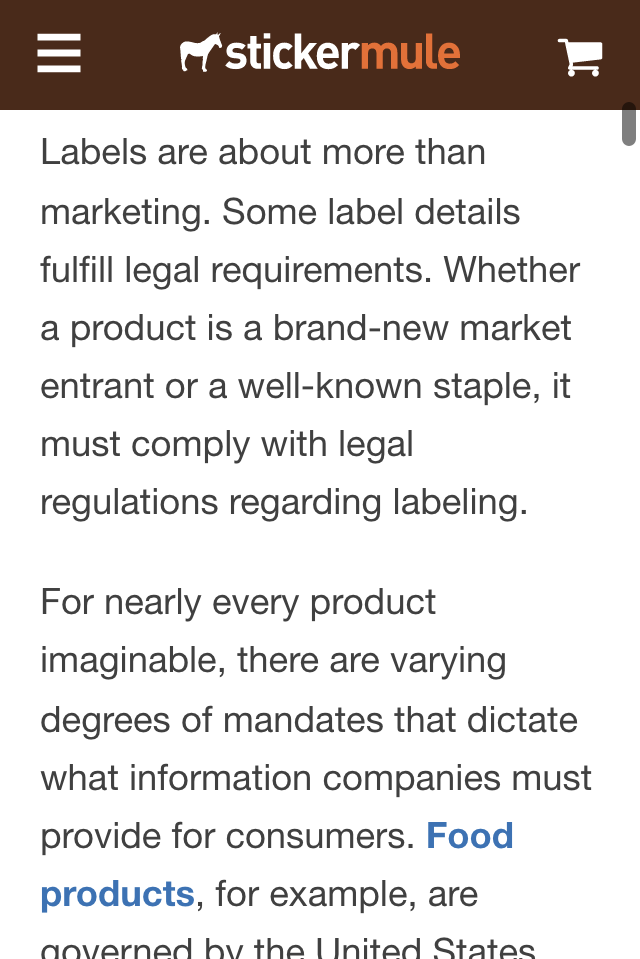 stickermule
Labels are about more than
marketing. Some label details
fulfill legal requirements. Whether
a product is a brand-new market
entrant or a well-known staple, it
must comply with legal
regulations regarding labeling.
For nearly every product
imaginable, there are varying
degrees of mandates that dictate
what information companies must
provide for consumers. Food
products, for example, are
governed by the United States